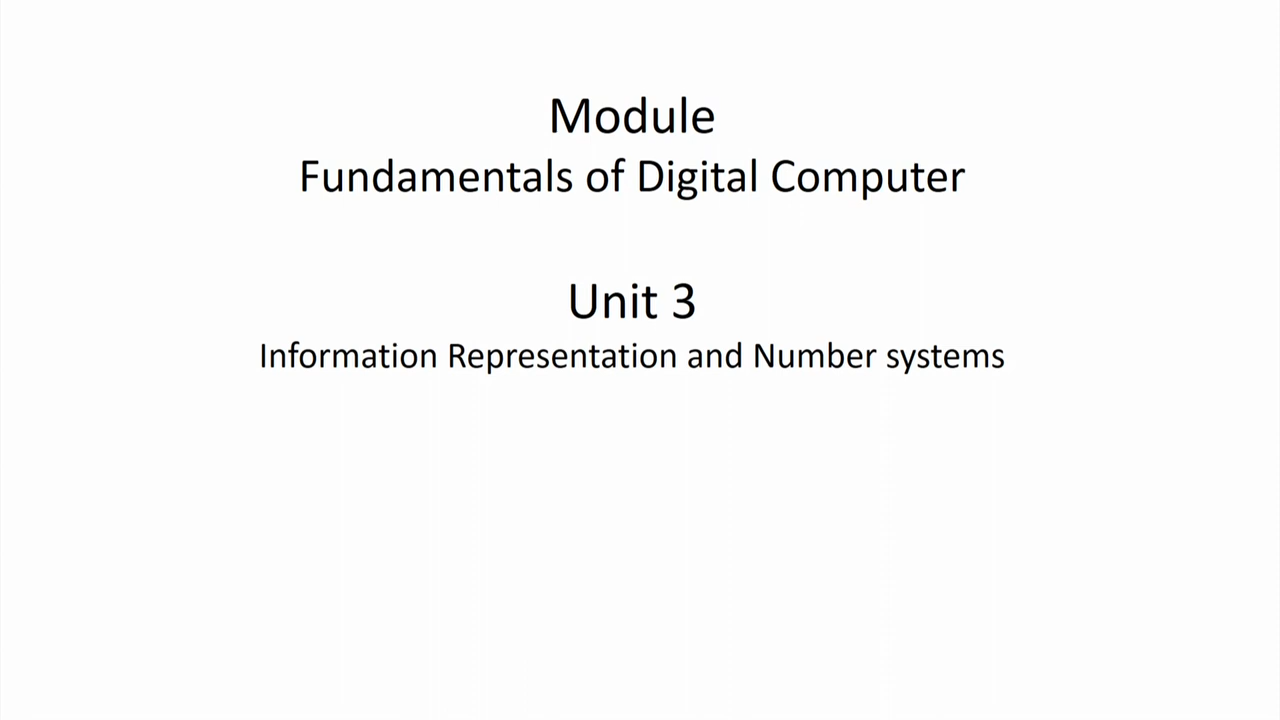 Module
Fundamentals of Digital Computer
Unit 3
Information Representation and Number systems